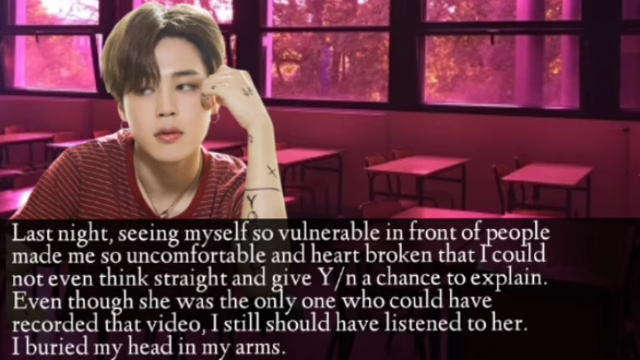 Last night, seeing myself so vulnerable in front of people
made me so uncomfortable and heart broken that I could
not even think straight and give Y/n a chance to explain.
Even though she was the only one who could have
recorded that video, I still should have listened to her.
I buried my head in my arms.